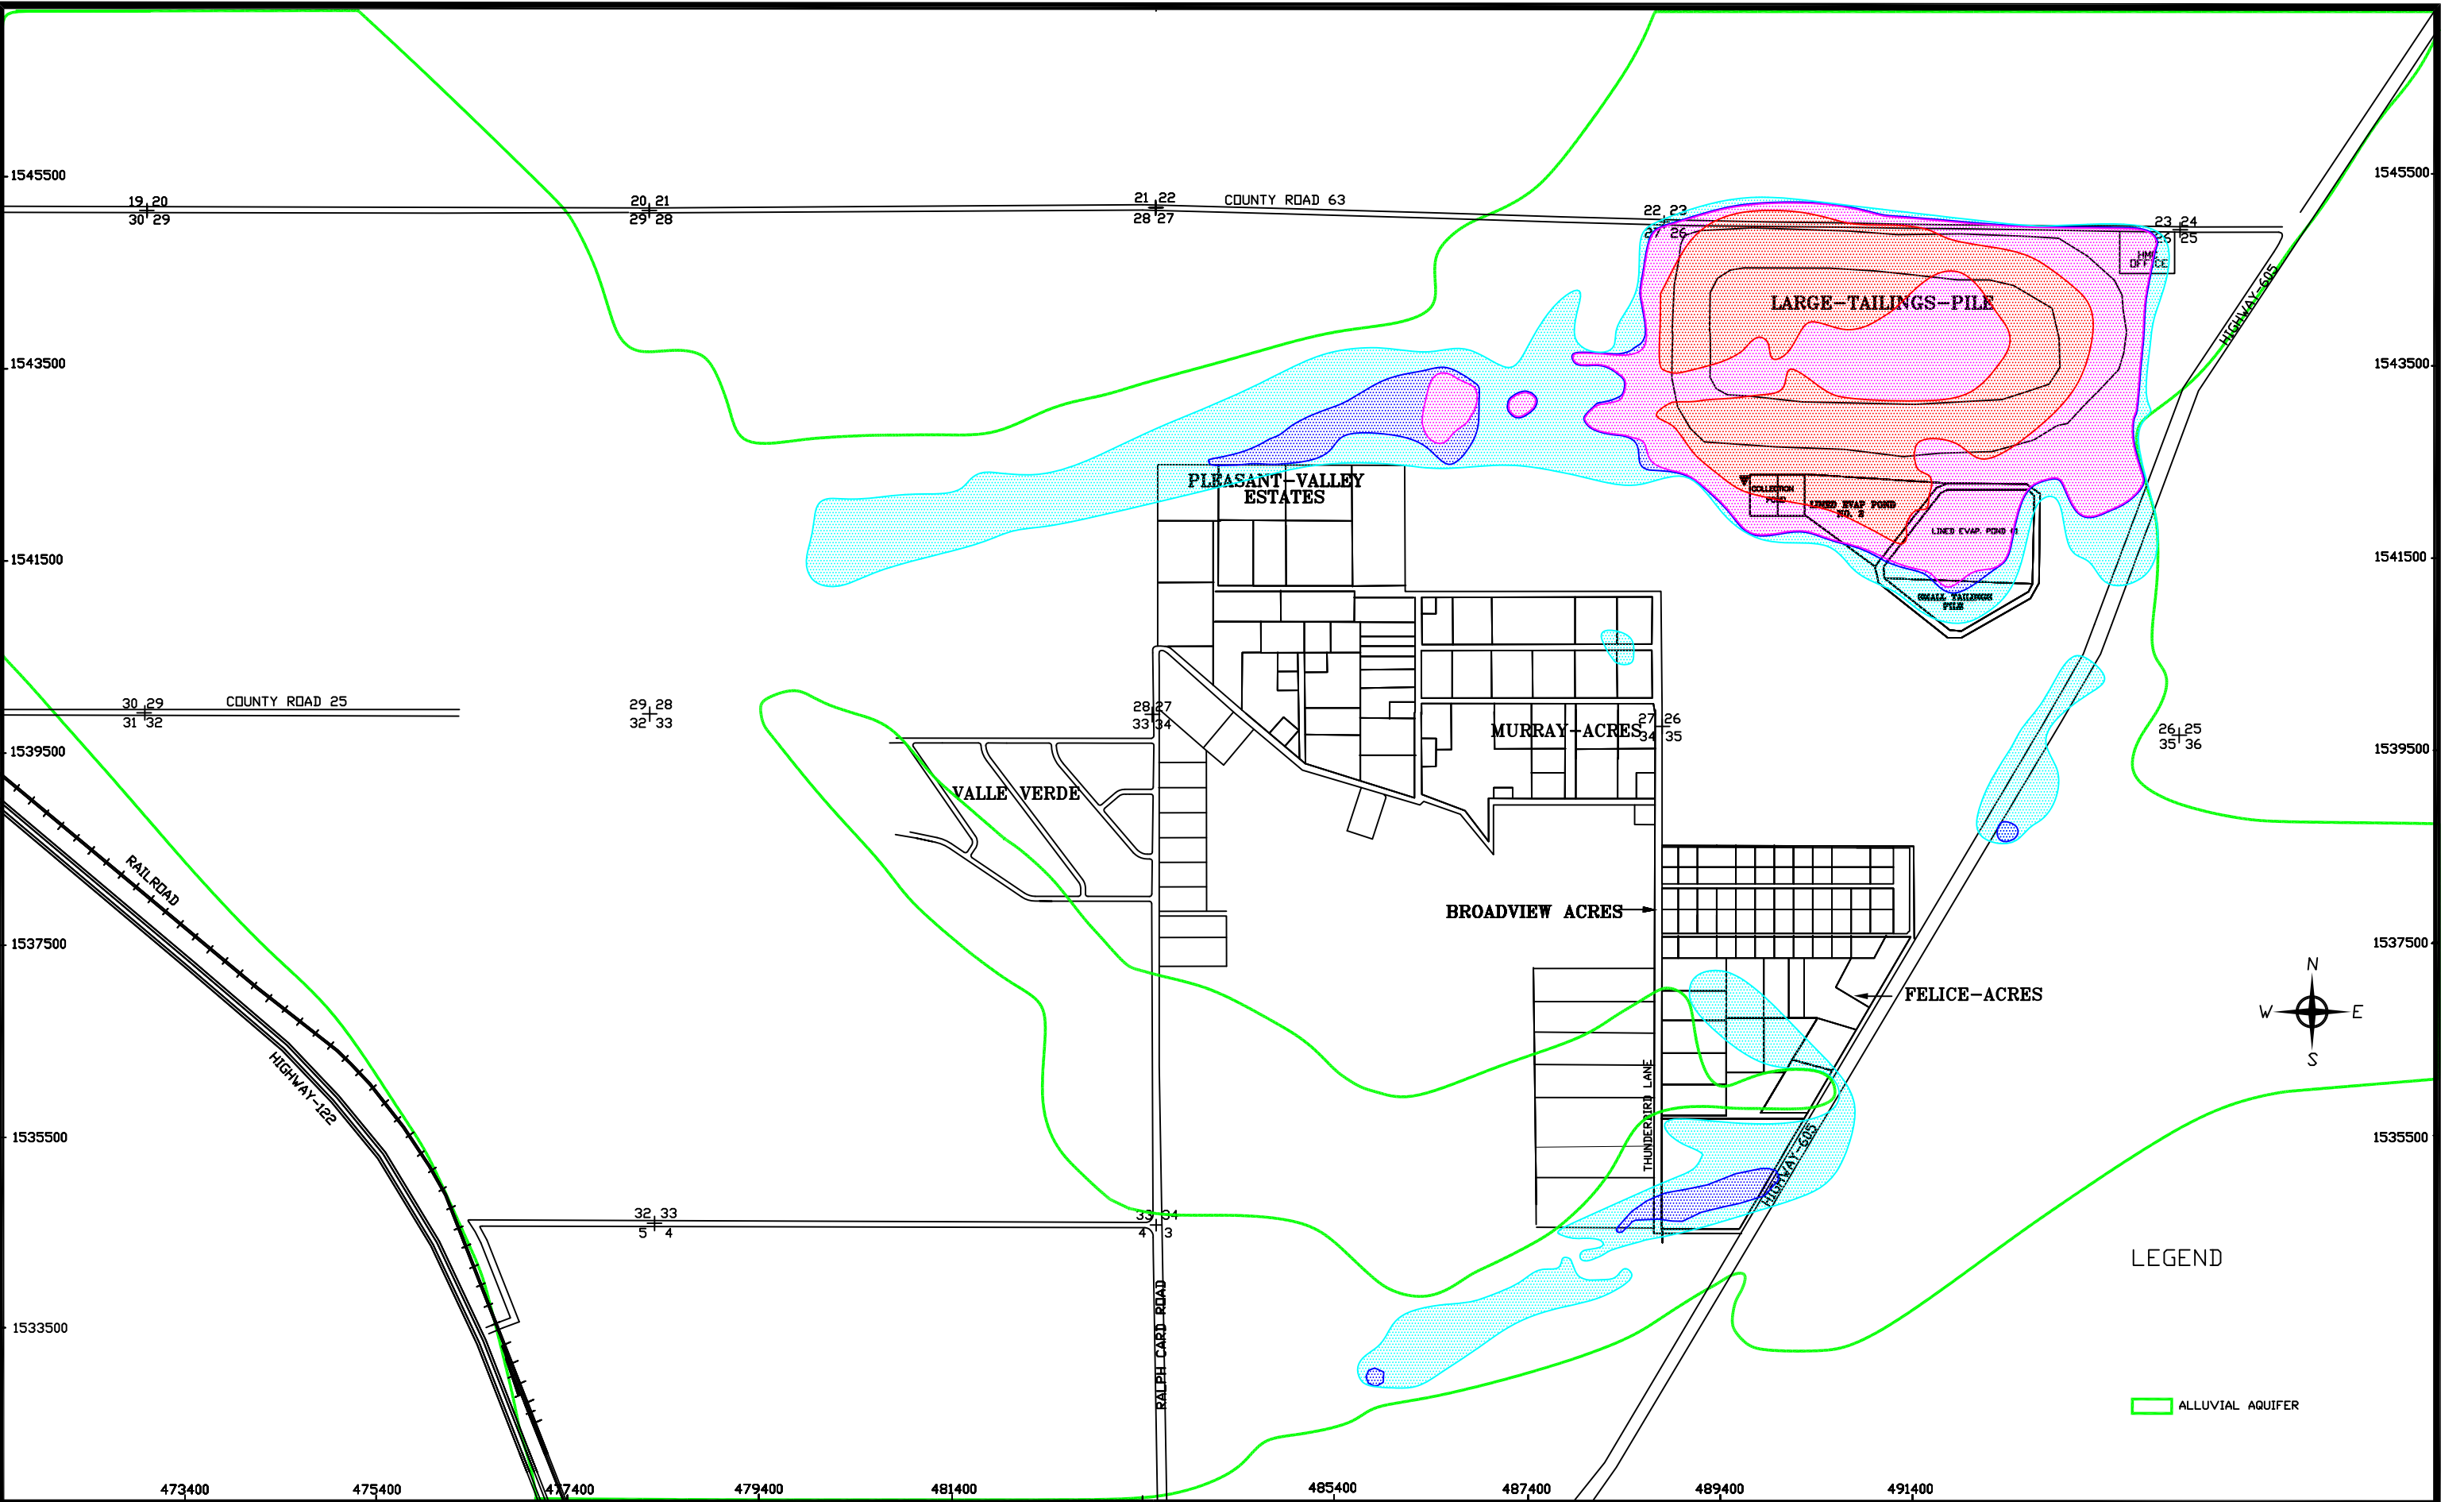 1545500
1545500
19 20
30 29
20 21
29 28
21 22
28 27
COUNTY ROAD 63
22 23
27 26
23 24
26 25
HMC
OFFICE
HIGHWAY-605
LARGE-TAILINGS-PILE
1543500
1543500
PLEASANT-VALLEY
ESTATES
COLLECTION
POND
LINED EVAP POND
NO. 2
LINED EVAP. POND #1
1541500
1541500
SMALL TAILINGS
PILE
30 29
31 32
COUNTY ROAD 25
29 28
32 33
28 27
33 34
MURRAY-ACRES
27 26
34 35
26 25
35 36
1539500
1539500
VALLE VERDE
RAILROAD
BROADVIEW ACRES
1537500
1537500
N
W E
S
FELICE-ACRES
HIGHWAY-122
THUNDERBIRD LANE
1535500
1535500
HIGHWAY-605
32 33
5 4
33 34
4 3
LEGEND
1533500
RALPH CARD ROAD
ALLUVIAL AQUIFER
473400
475400
477400
479400
481400
485400
487400
489400
491400